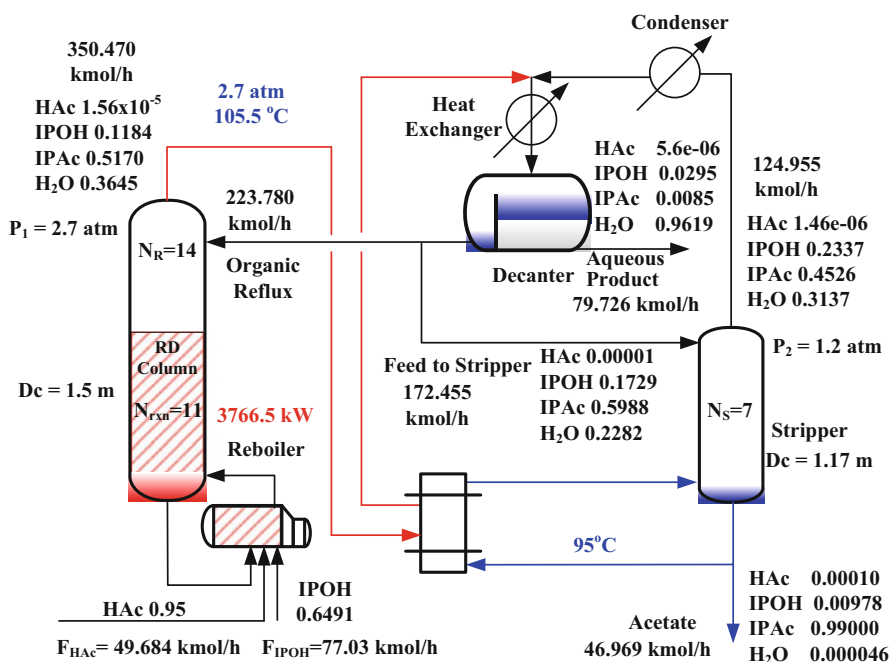 Condenser
350.470
kmol/h
HAc 1.56x10-5
IPOH 0.1184
IPAc 0.5170
H2O 0.3645
2.7 atm
105.5 oC
Heat
Exchanger
HAc 5.6e-06
IPOH 0.0295
IPAc 0.0085
H2O 0.9619
124.955
kmol/h
HAc 1.46e-06
IPOH 0.2337
IPAc 0.4526
H2O 0.3137
P1 = 2.7 atm
NR=14
223.780
kmol/h
Organic
Reflux
Decanter
Aqueous
Product
79.726 kmol/h
P2 = 1.2 atm
RD
Column
Dc = 1.5 m
Nrxn=11
3766.5 kW
Reboiler
Feed to Stripper
172.455
kmol/h
HAc 0.00001
IPOH 0.1729
IPAc 0.5988
H2O 0.2282
NS=7
Stripper
Dc = 1.17 m
95oC
HAc 0.95
FHAc= 49.684 kmol/h
IPOH
0.6491
FIPOH=77.03 kmol/h
Acetate
46.969 kmol/h
HAc 0.00010
IPOH 0.00978
IPAc 0.99000
H2O 0.000046